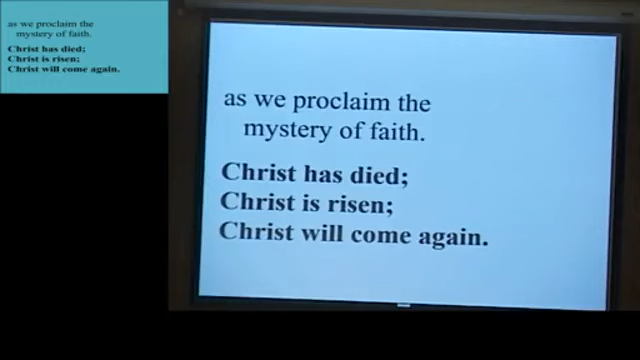 as we proclaim the
mystery of faith.
Christ has died;
Christ is risen;
Christ will come again.
as we proclaim the
mystery of faith.
Christ has died;
Christ is risen;
Christ will come again.